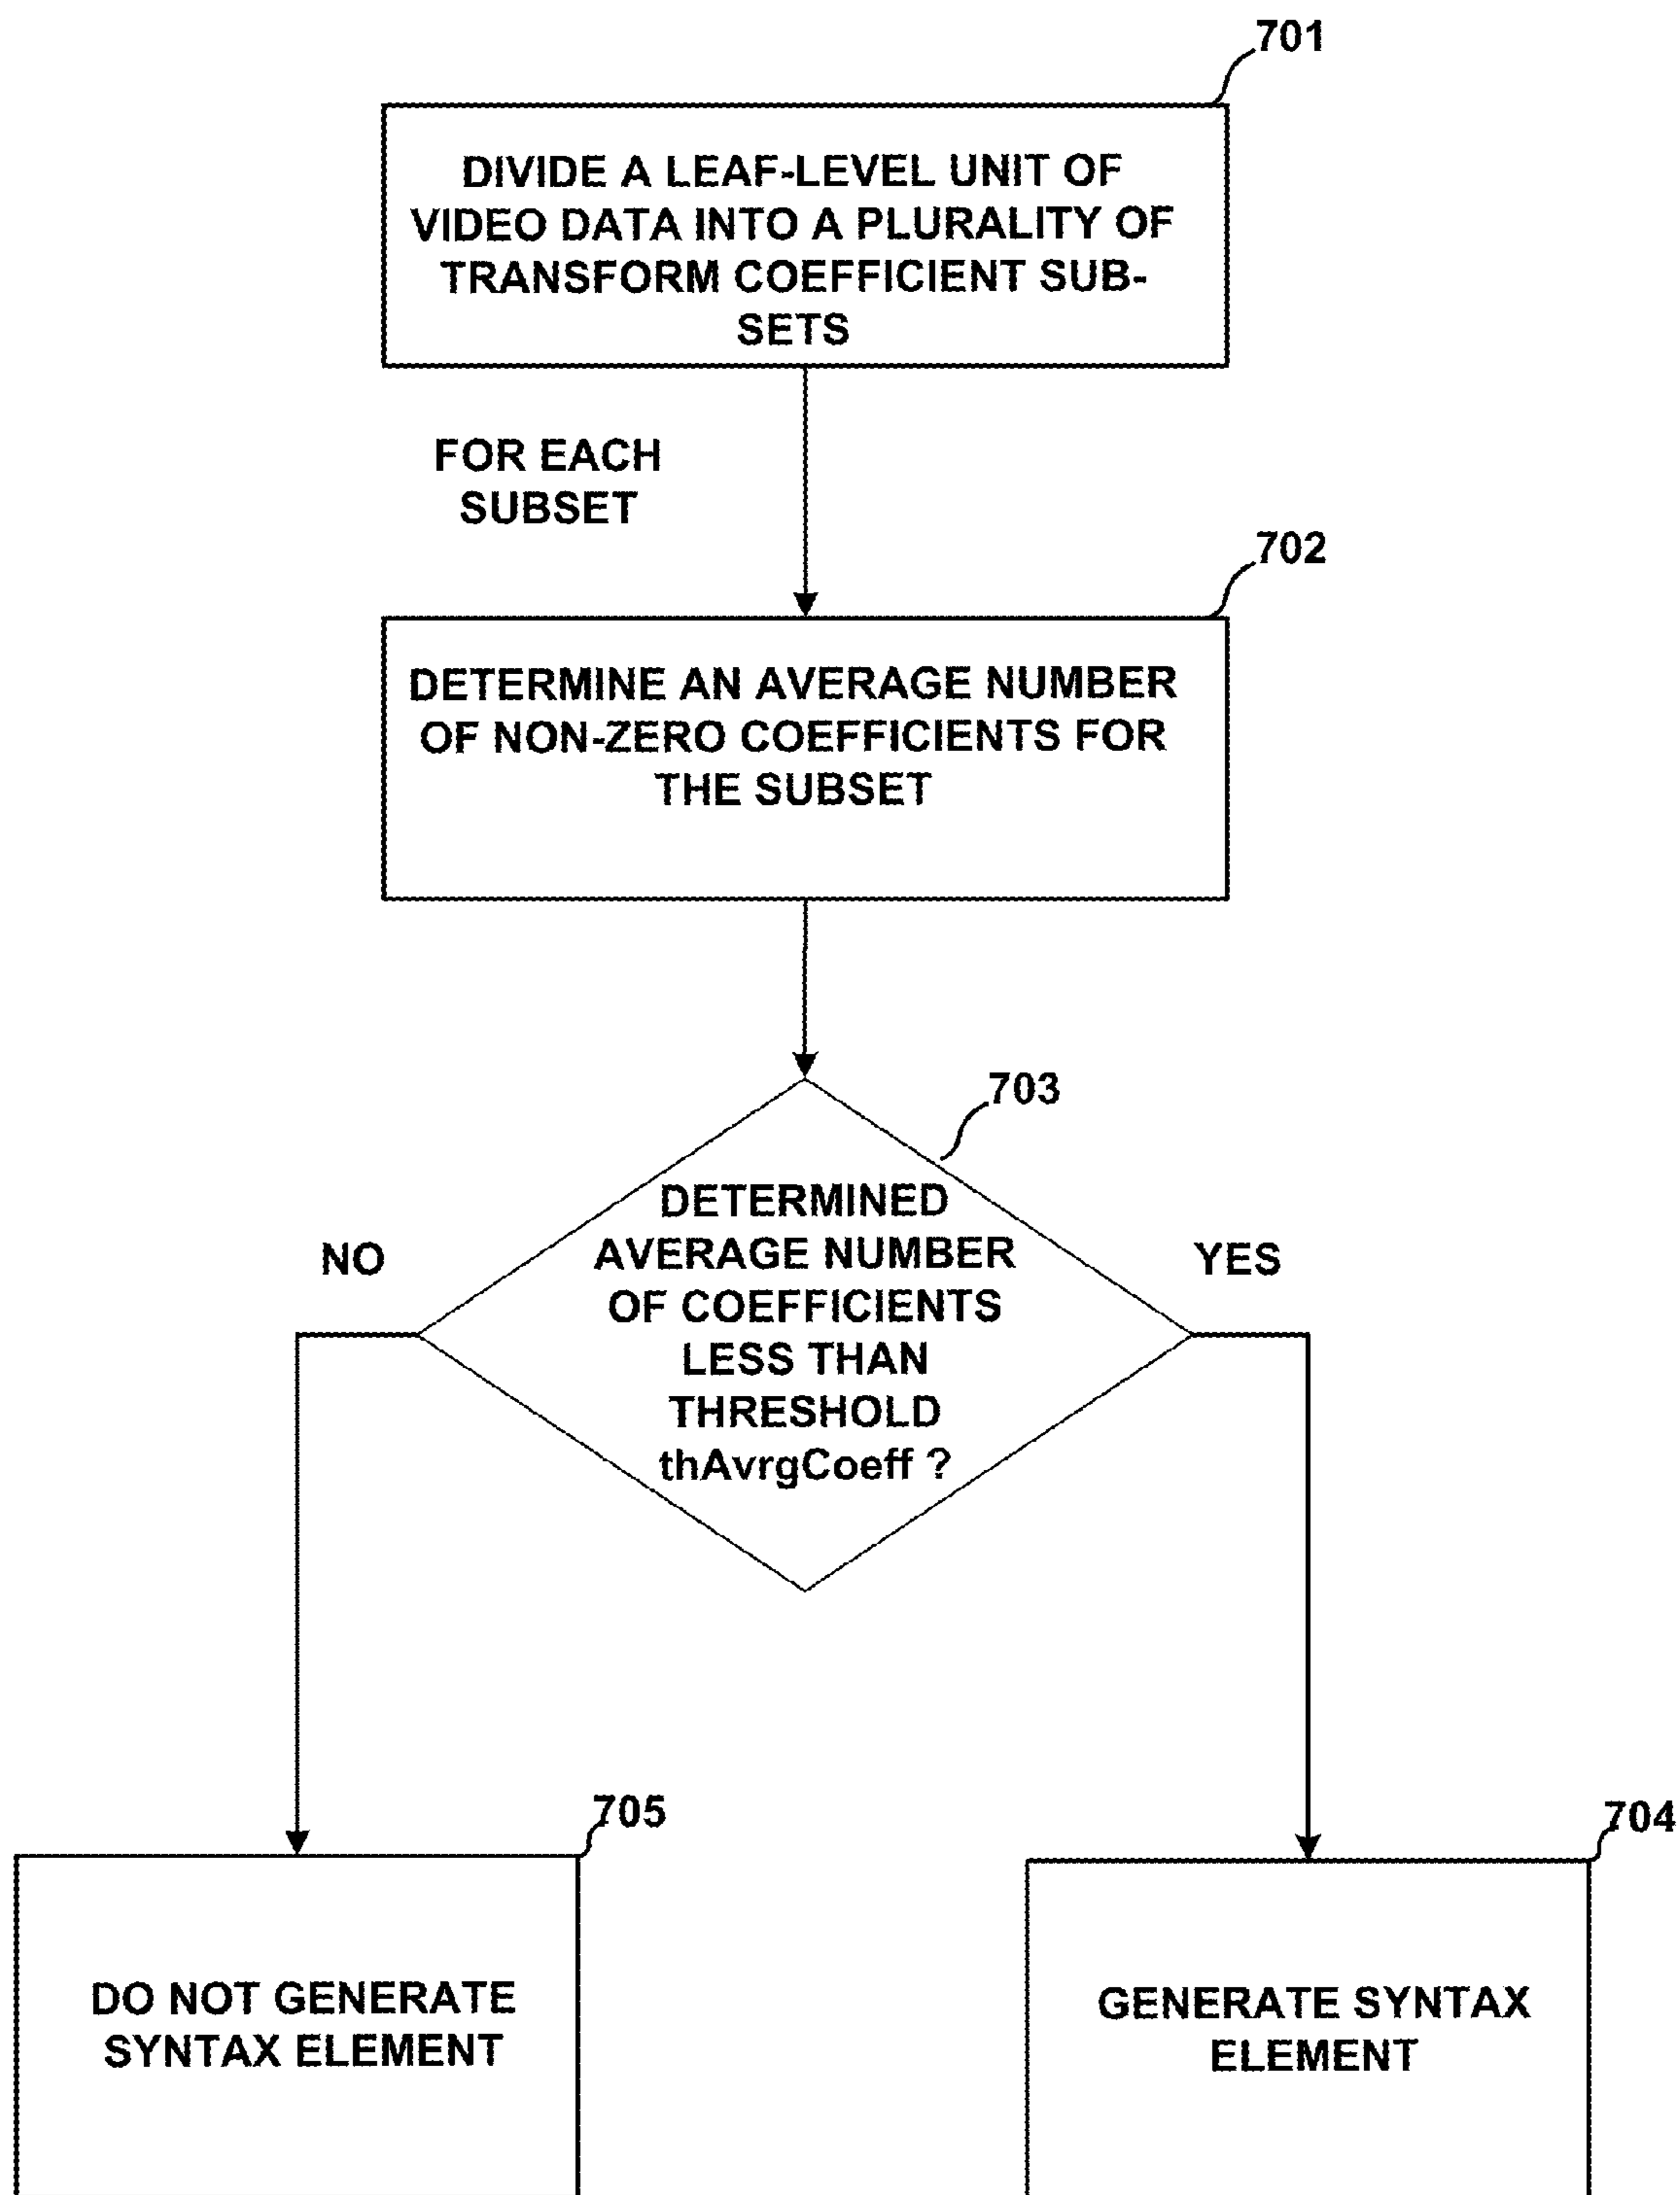 701
DIVIDE A LEAF-LEVEL UNIT OF
VIDEO DATA INTO A PLURALITY OF
TRANSFORM COEFFICIENT SUB-
SETS
FOR EACH
SUBSET
702
DETERMINE AN AVERAGE NUMBER
OF NON-ZERO COEFFICIENTS FOR
THE SUBSET
703
DETERMINED
AVERAGE NUMBER
OF COEFFICIENTS
LESS THAN
THRESHOLD
thAvrgCoeff ?
NO
YES
705
DO NOT GENERATE
SYNTAX ELEMENT
704
GENERATE SYNTAX
ELEMENT